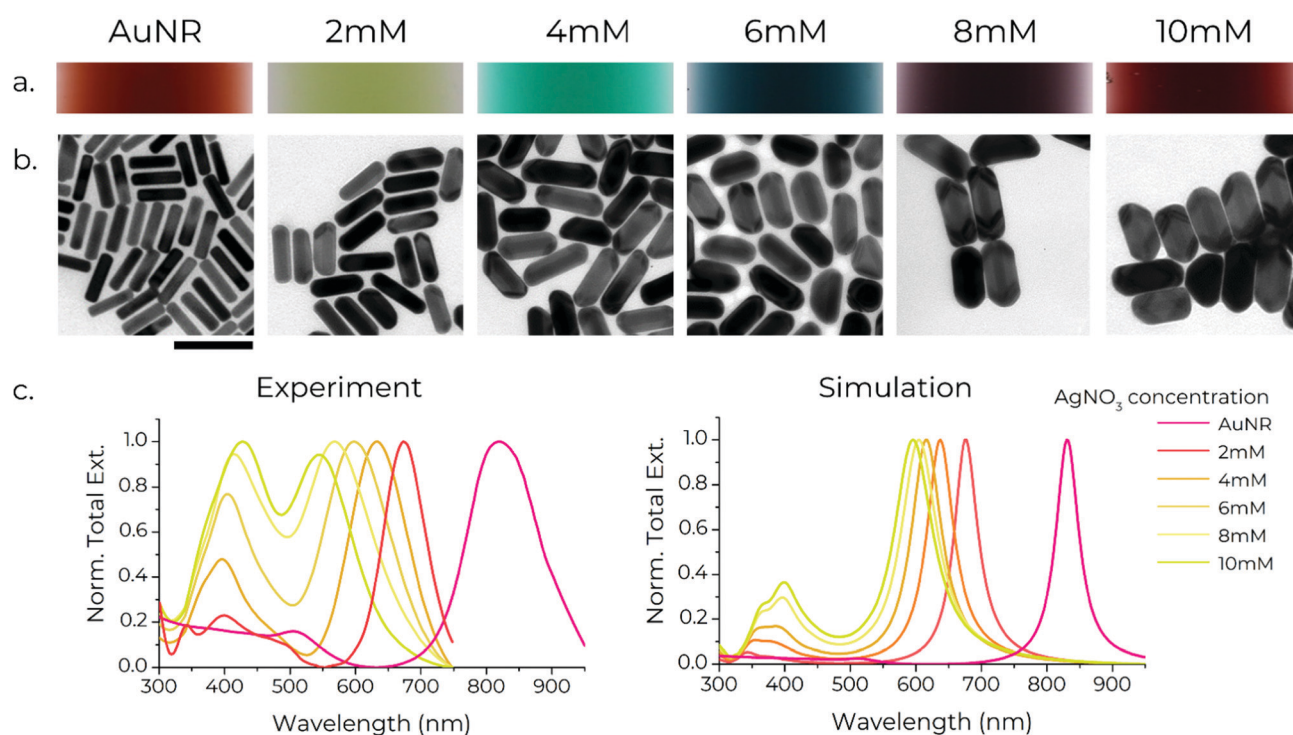 AuNR 2mM 4mM 6mM 8mM 10mM
a.
b.
c.
Experiment
Norm. Total Ext.
1.0
0.8
0.6
0.4
0.2
0.0
300 400 500 600 700 800 900
Wavelength (nm)
Simulation
Norm. Total Ext.
1.0
0.8
0.6
0.4
0.2
0.0
300 400 500 600 700 800 900
Wavelength (nm)
AgNO₃ concentration
AuNR
2mM
4mM
6mM
8mM
10mM